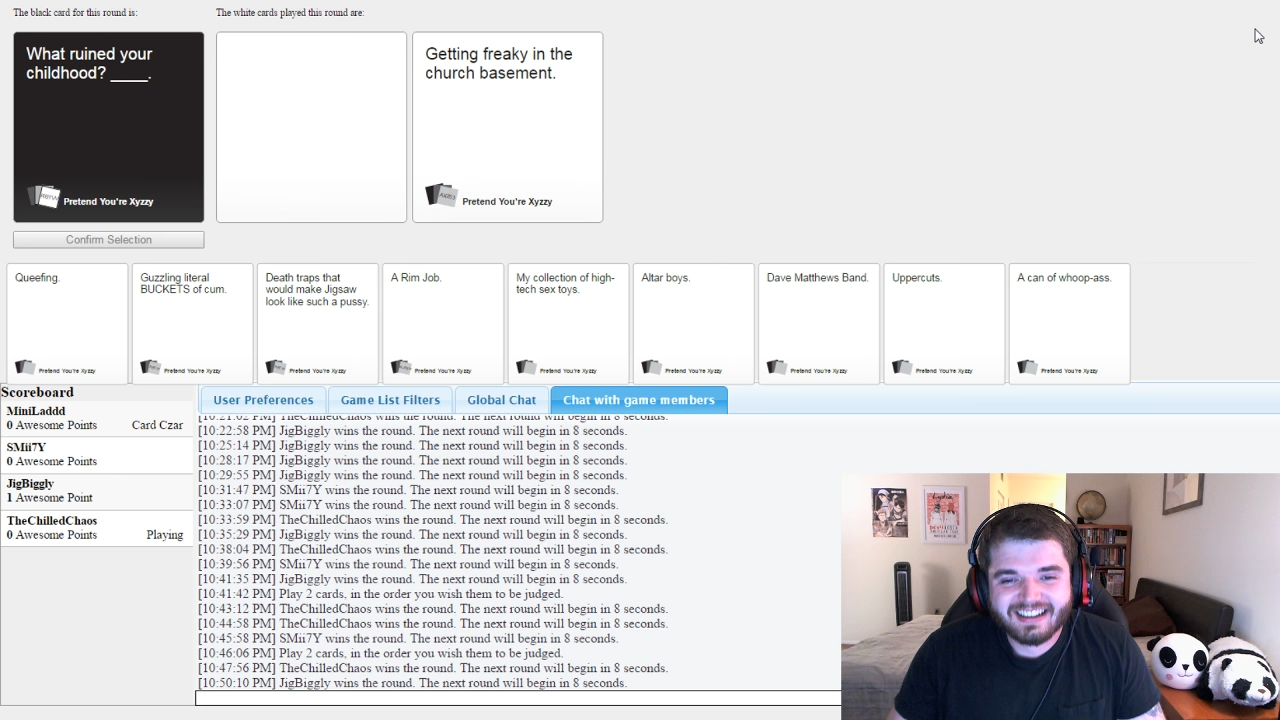 The black card for this round is:
The white cards played this round are:
What ruined your
childhood? ____.
Pretend You're Xyzzy
Getting freaky in the
church basement.
Pretend You're Xyzzy
Confirm Selection
Queefing.
Pretend You're Xyzzy
Guzzling literal
BUCKETS of cum.
Pretend You're Xyzzy
Death traps that
would make Jigsaw
look like such a pussy.
Pretend You're Xyzzy
A Rim Job.
Pretend You're Xyzzy
My collection of high-
tech sex toys.
Pretend You're Xyzzy
Altar boys.
Pretend You're Xyzzy
Dave Matthews Band.
Pretend You're Xyzzy
Uppercuts.
Pretend You're Xyzzy
A can of whoop-ass.
Pretend You're Xyzzy
Scoreboard
MiniLaddd
0 Awesome Points Card Czar
SMii7Y
0 Awesome Points
JigBiggly
1 Awesome Point
TheChilledChaos
0 Awesome Points Playing
User Preferences
Game List Filters
Global Chat
Chat with game members
[10:21:02 PM] TheChilledChaos wins the round. The next round will begin in 8 seconds.
[10:22:58 PM] JigBiggly wins the round. The next round will begin in 8 seconds.
[10:25:14 PM] JigBiggly wins the round. The next round will begin in 8 seconds.
[10:28:17 PM] JigBiggly wins the round. The next round will begin in 8 seconds.
[10:29:55 PM] JigBiggly wins the round. The next round will begin in 8 seconds.
[10:31:47 PM] SMii7Y wins the round. The next round will begin in 8 seconds.
[10:33:07 PM] SMii7Y wins the round. The next round will begin in 8 seconds.
[10:33:59 PM] TheChilledChaos wins the round. The next round will begin in 8 seconds.
[10:35:29 PM] JigBiggly wins the round. The next round will begin in 8 seconds.
[10:38:04 PM] TheChilledChaos wins the round. The next round will begin in 8 seconds.
[10:39:56 PM] SMii7Y wins the round. The next round will begin in 8 seconds.
[10:41:35 PM] JigBiggly wins the round. The next round will begin in 8 seconds.
[10:41:42 PM] Play 2 cards, in the order you wish them to be judged.
[10:43:12 PM] TheChilledChaos wins the round. The next round will begin in 8 seconds.
[10:44:58 PM] TheChilledChaos wins the round. The next round will begin in 8 seconds.
[10:45:58 PM] SMii7Y wins the round. The next round will begin in 8 seconds.
[10:46:06 PM] Play 2 cards, in the order you wish them to be judged.
[10:47:56 PM] TheChilledChaos wins the round. The next round will begin in 8 seconds.
[10:50:10 PM] JigBiggly wins the round. The next round will begin in 8 seconds.